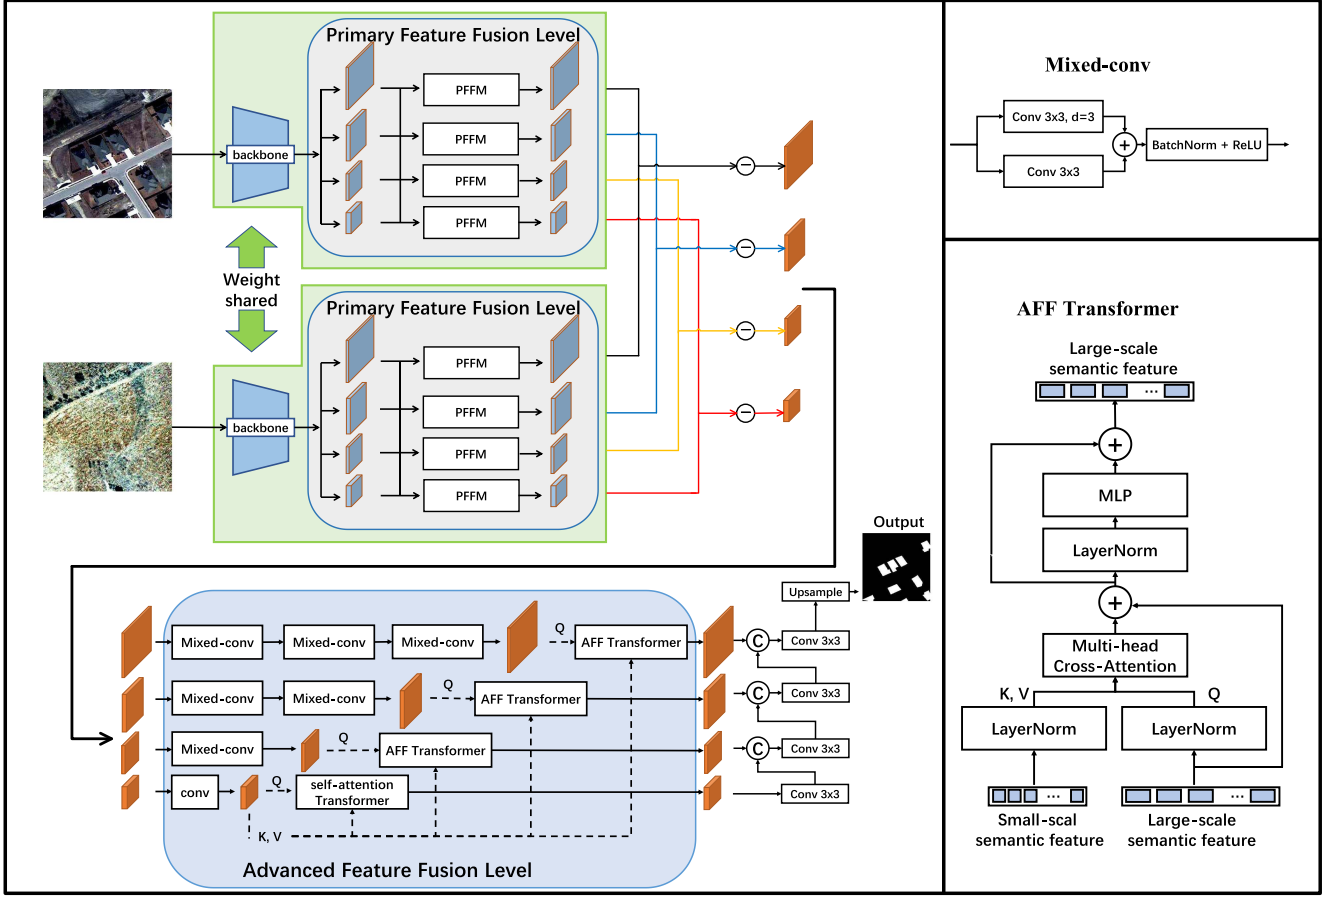 Primary Feature Fusion Level
PFFM
PFFM
PFFM
PFFM
backbone
Weight
shared
Primary Feature Fusion Level
PFFM
PFFM
PFFM
PFFM
backbone
−
−
−
−
Output
Upsample
Mixed-conv
Mixed-conv
Mixed-conv
Q
AFF Transformer
C
Conv 3x3
Mixed-conv
Mixed-conv
Q
AFF Transformer
C
Conv 3x3
Mixed-conv
Q
AFF Transformer
C
Conv 3x3
conv
Q
self-attention
Transformer
Conv 3x3
K, V
Advanced Feature Fusion Level
Mixed-conv
Conv 3x3, d=3
+
BatchNorm + ReLU
Conv 3x3
AFF Transformer
Large-scale
semantic feature
...
+
MLP
LayerNorm
+
Multi-head
Cross-Attention
K, V
Q
LayerNorm
LayerNorm
...
...
Small-scal
semantic feature
Large-scale
semantic feature